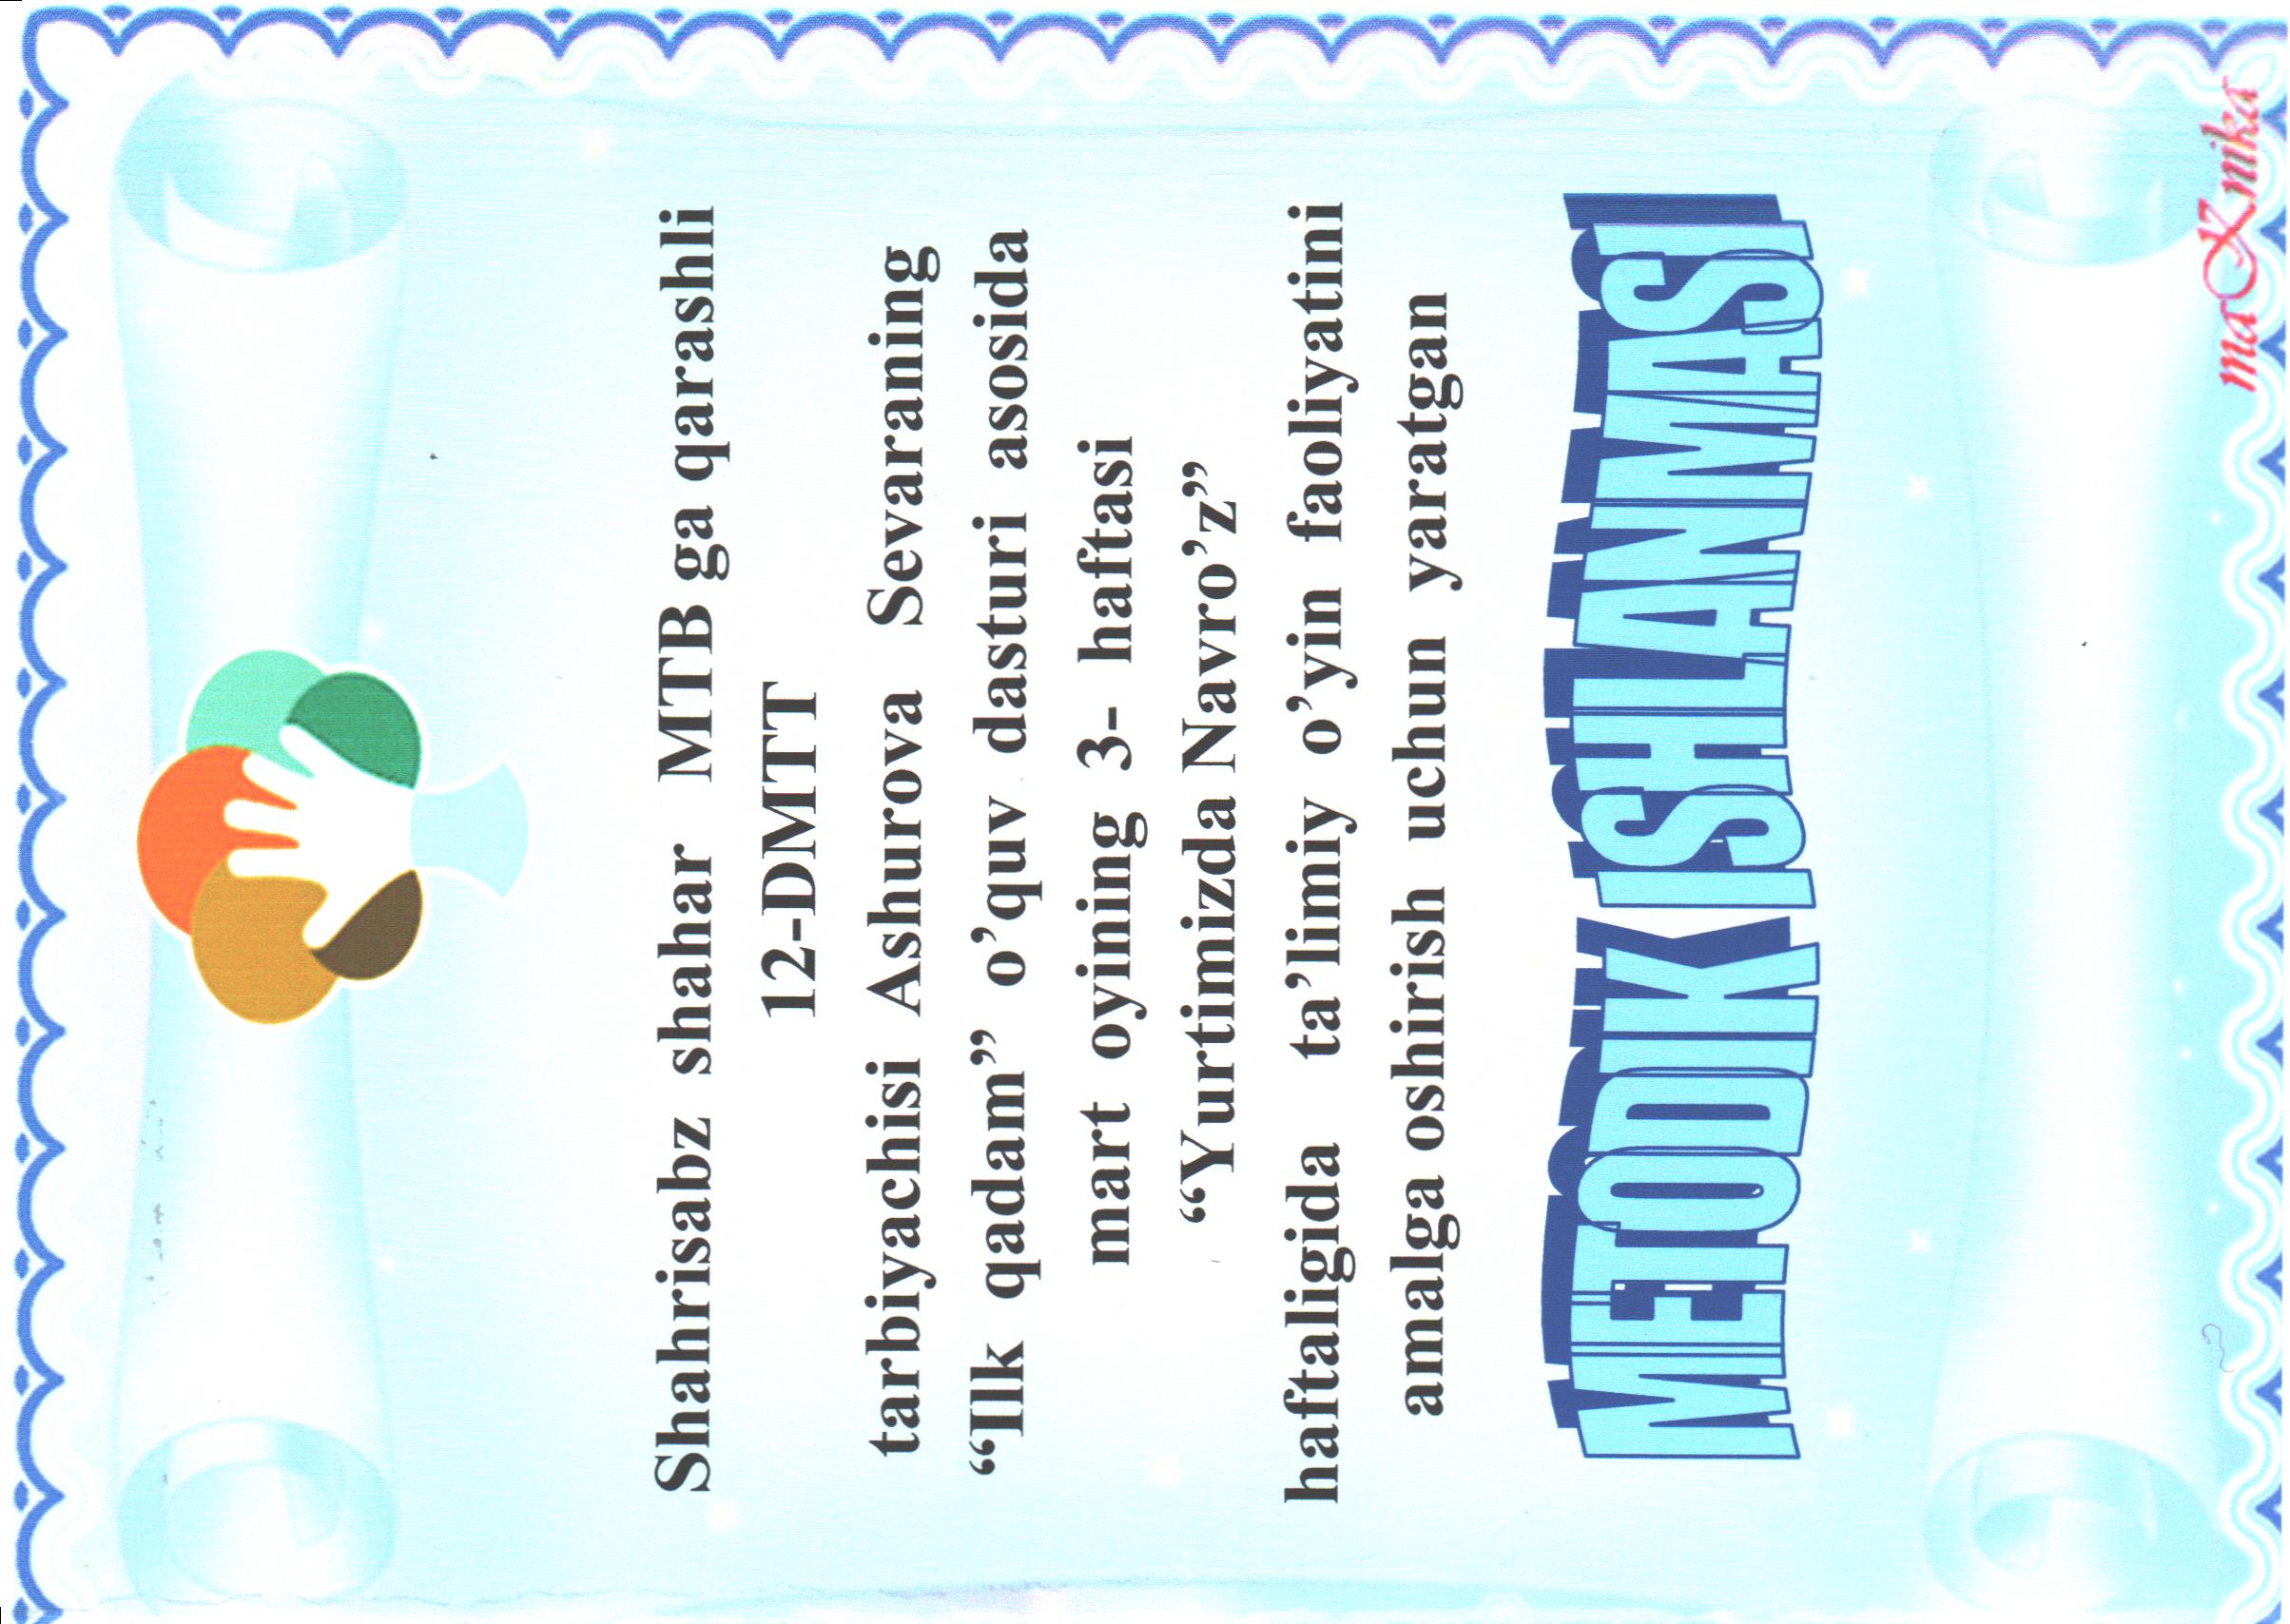 Shahrisabz shahar MTB ga qarashli
12-DMTT
tarbiyachisi Ashurova Sevaraning
“Ilk qadam” o’quv dasturi asosida
mart oyining 3- haftasi
“Yurtimizda Navro’z”
haftaligida ta’limiy o’yin faoliyatini
amalga oshirish uchun yaratgan
METODIK ISHLANMASI
maXnika